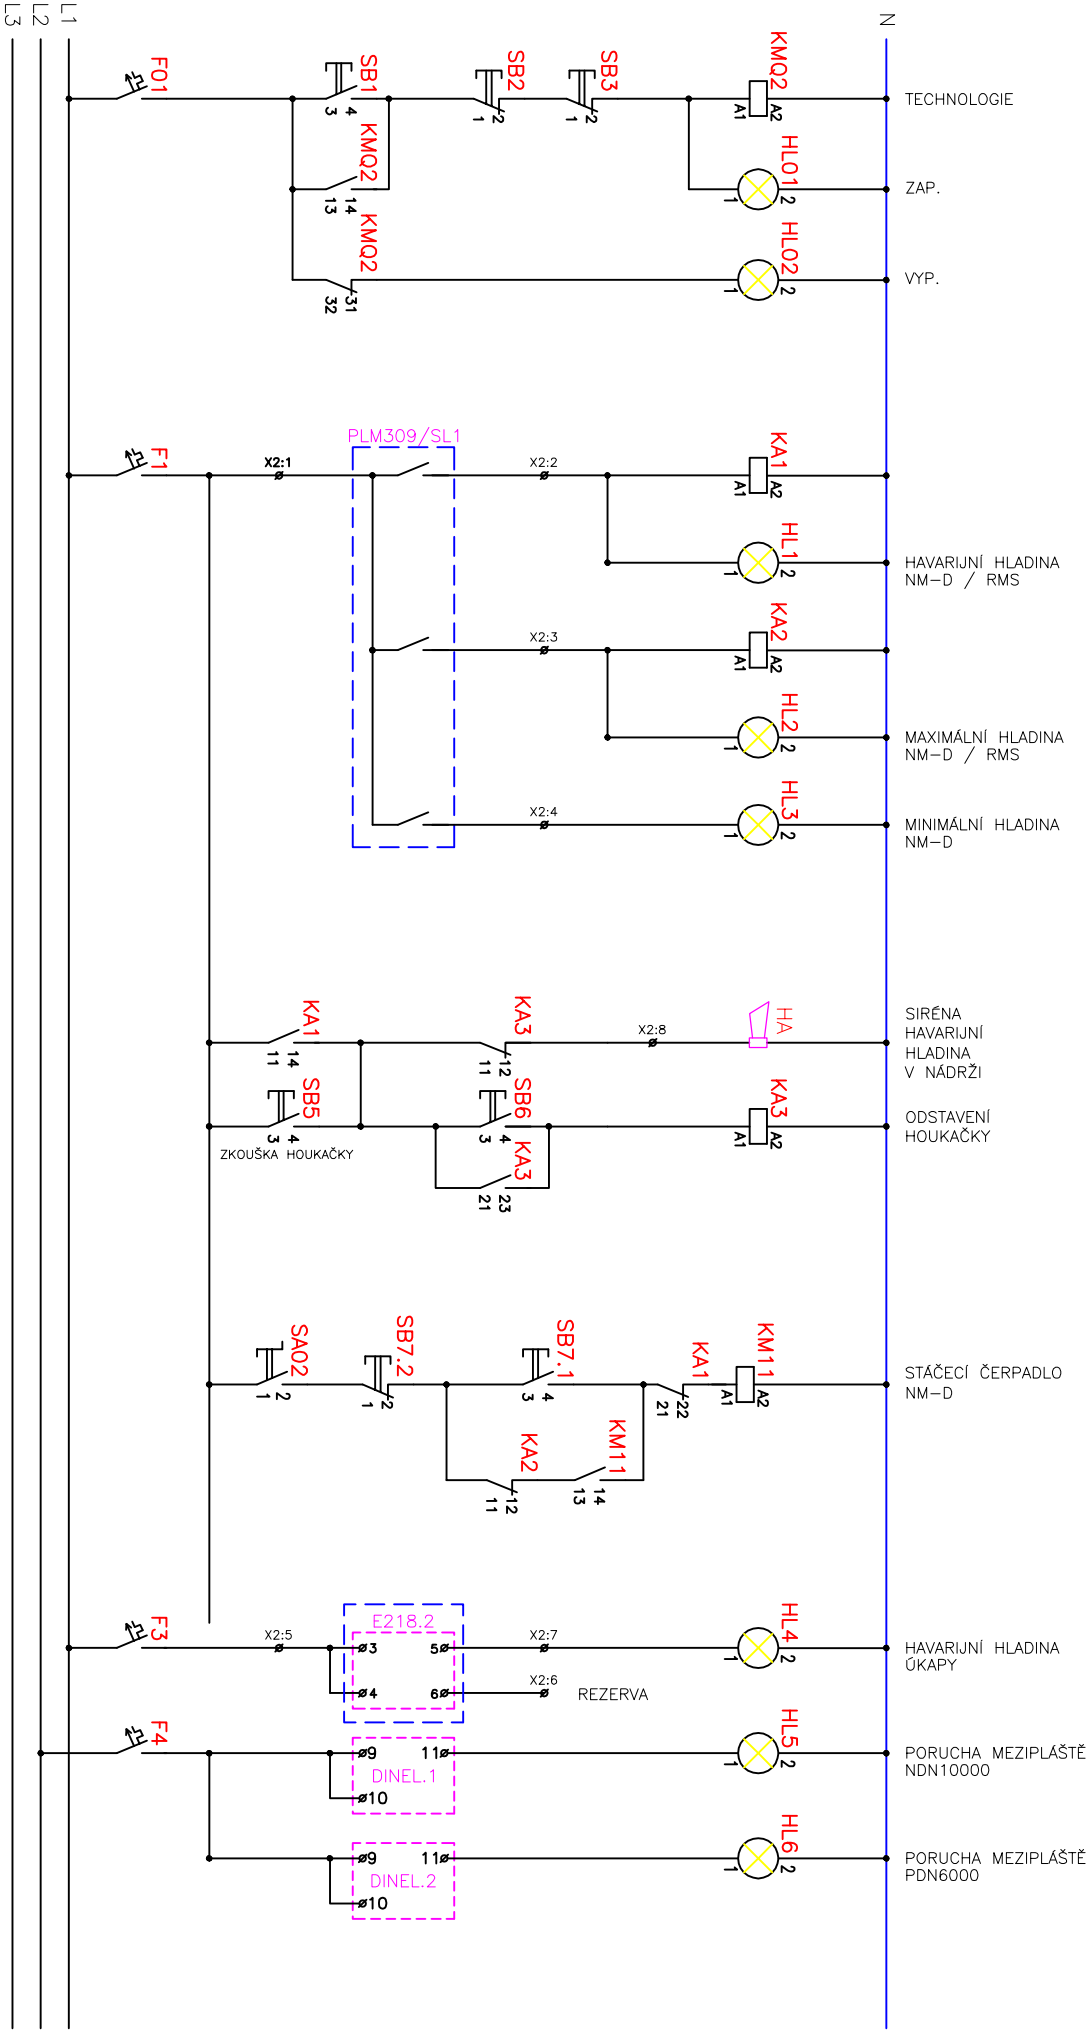 L3
L2
L1
N
F01
SB1
3 4
SB2
1 2
SB3
1 2
KMQ2
A1 A2
TECHNOLOGIE
KMQ2
13 14
HL01
1 2
ZAP.
KMQ2
32 31
HL02
1 2
VYP.
F1
X2:1
PLM309/SL1
X2:2
KA1
A1 A2
HL1
1 2
HAVARIJNÍ HLADINA
NM-D / RMS
X2:3
KA2
A1 A2
HL2
1 2
MAXIMÁLNÍ HLADINA
NM-D / RMS
X2:4
HL3
1 2
MINIMÁLNÍ HLADINA
NM-D
KA1
11 14
KA3
11 12
X2:8
HA
SIRÉNA
HAVARIJNÍ
HLADINA
V NÁDRŽI
SB5
3 4
ZKOUŠKA HOUKAČKY
SB6
3 4
KA3
A1 A2
ODSTAVENÍ
HOUKAČKY
KA3
21 23
SA02
1 2
SB7.2
1 2
SB7.1
3 4
KA1
21 22
KM11
A1 A2
STÁČECÍ ČERPADLO
NM-D
KA2
11 12
KM11
13 14
F3
X2:5
E218.2
3 5
X2:7
HL4
1 2
HAVARIJNÍ HLADINA
ÚKAPY
4 6
X2:6
REZERVA
F4
9 11
DINEL.1
10
HL5
1 2
PORUCHA MEZIPLÁŠTĚ
NDN10000
9 11
DINEL.2
10
HL6
1 2
PORUCHA MEZIPLÁŠTĚ
PDN6000